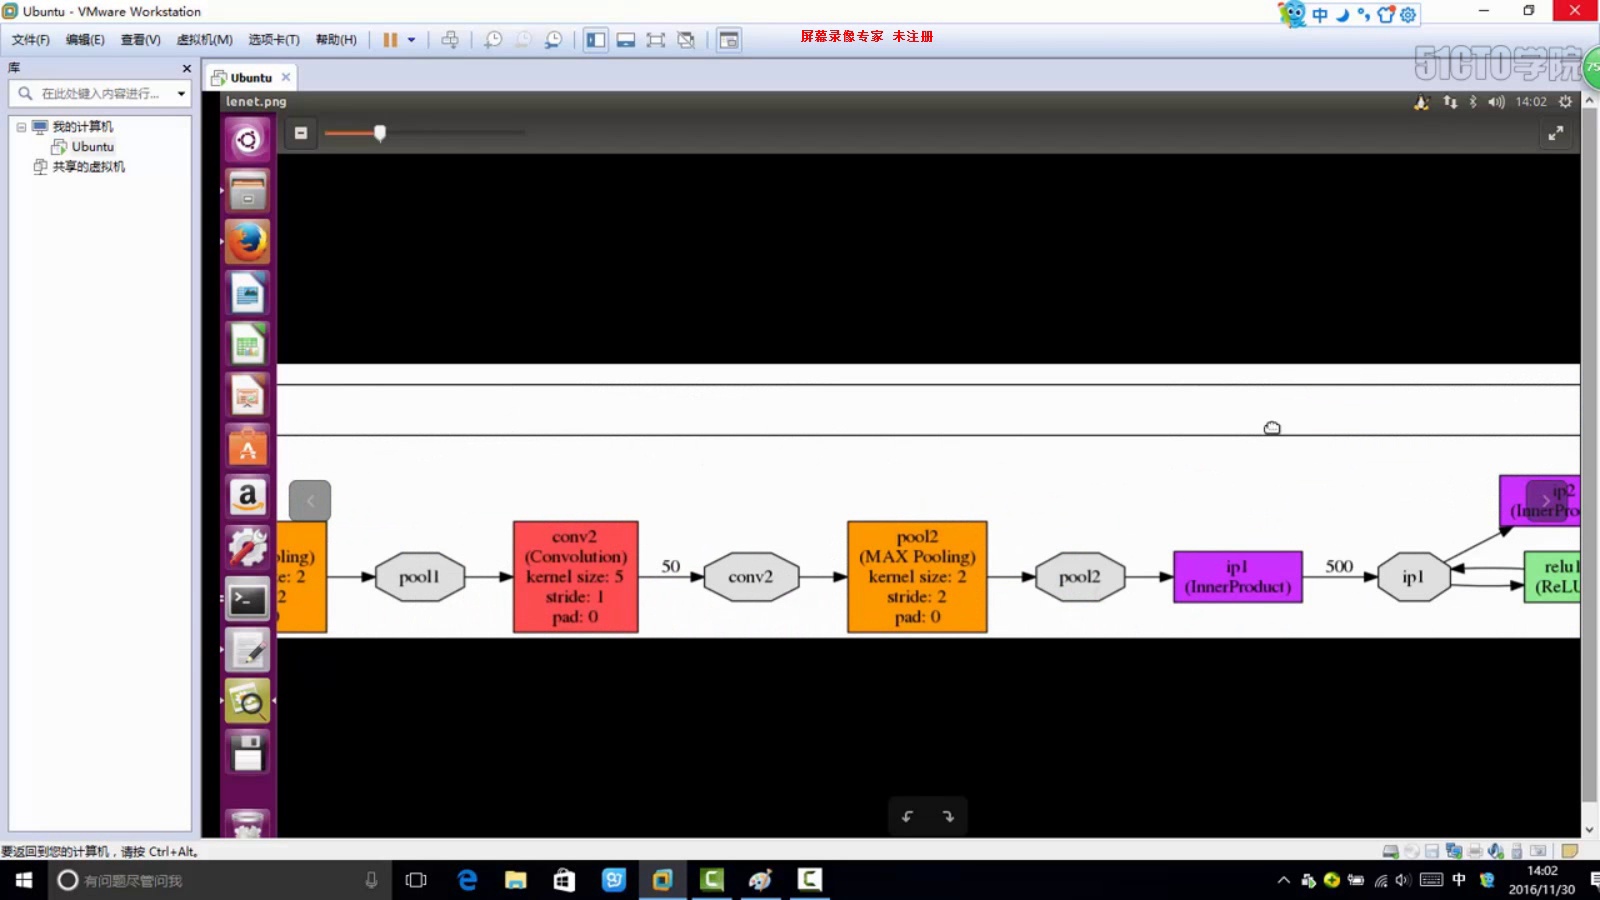 Ubuntu - VMware Workstation
中
文件(F) 编辑(E) 查看(V) 虚拟机(M) 选项卡(T) 帮助(H)
屏幕录像专家 未注册
51CTO学院
75
库
Ubuntu
在此处键入内容进行...
lenet.png
14:02
我的计算机
Ubuntu
共享的虚拟机
ip2
(InnerPro
ling)
ze: 2
2
0
pool1
conv2
(Convolution)
kernel size: 5
stride: 1
pad: 0
50
conv2
pool2
(MAX Pooling)
kernel size: 2
stride: 2
pad: 0
pool2
ip1
(InnerProduct)
500
ip1
relu1
(ReLU
要返回到您的计算机，请按 Ctrl+Alt。
有问题尽管问我
中
14:02
2016/11/30